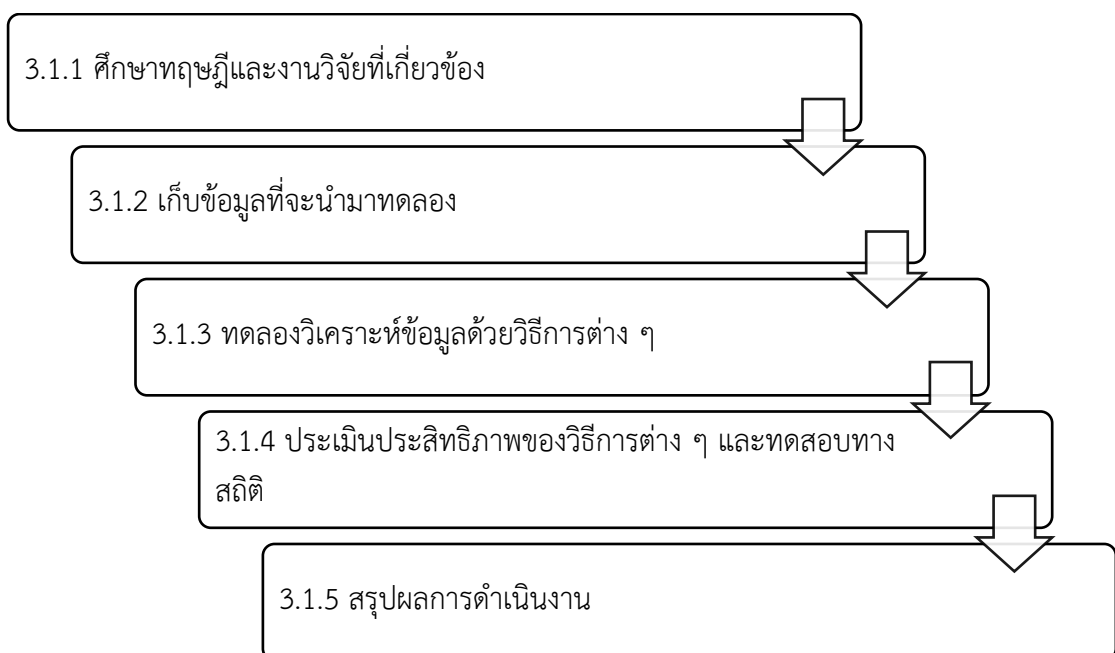 3.1.1 ศึกษาทฤษฎีและงานวิจัยที่เกี่ยวข้อง
3.1.2 เก็บข้อมูลที่จะนำมาทดลอง
3.1.3 ทดลองวิเคราะห์ข้อมูลด้วยวิธีการต่าง ๆ
3.1.4 ประเมินประสิทธิภาพของวิธีการต่าง ๆ และทดสอบทาง
สถิติ
3.1.5 สรุปผลการดำเนินงาน